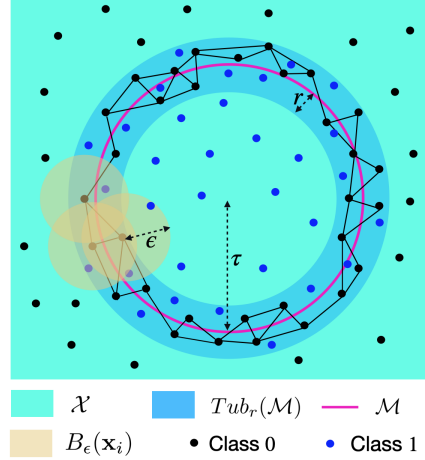 r
ϵ
τ
𝒳 Tub_r(ℳ) ℳ
B_ϵ(𝐱_i) Class 0 Class 1